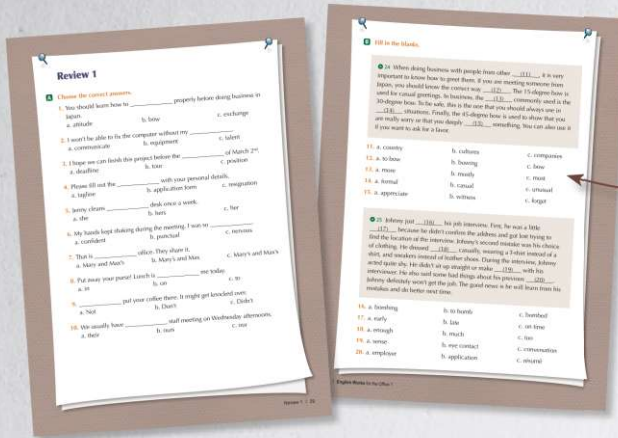 Review 1
A Choose the correct answers.
1. You should learn how to ____________ properly before doing business in
Japan.
a. attitude b. bow c. exchange
2. I won't be able to fix the computer without my ____________
a. communicate b. equipment c. talent
3. I hope we can finish this project before the ____________ of March 2nd.
a. deadline b. tour c. position
4. Please fill out the ____________ with your personal details.
a. tagline b. application form c. resignation
5. Jenny cleans ____________ desk once a week.
a. she b. hers c. her
6. My hands kept shaking during the meeting. I was so ____________
a. confident b. punctual c. nervous
7. That is ____________ office. They share it.
a. Mary and Max's b. Mary's and Max c. Mary's and Max's
8. Put away your purse! Lunch is ____________ me today.
a. in b. on c. to
9. ____________ put your coffee there. It might get knocked over.
a. Not b. Don't c. Didn't
10. We usually have ____________ staff meeting on Wednesday afternoons.
a. their b. ours c. our
Review 1 / 25
B Fill in the blanks.
24 When doing business with people from other __(11)__, it is very
important to know how to greet them. If you are meeting someone from
Japan, you should know the correct way __(12)__. The 15-degree bow is
used for casual greetings. In business, the __(13)__ commonly used is the
30-degree bow. To be safe, this is the one that you should always use in
__(14)__ situations. Finally, the 45-degree bow is used to show that you
are really sorry or that you deeply __(15)__ something. You can also use it
if you want to ask for a favor.
11. a. country b. cultures c. companies
12. a. to bow b. bowing c. bow
13. a. more b. mostly c. most
14. a. formal b. casual c. unusual
15. a. appreciate b. witness c. forget
25 Johnny just __(16)__ his job interview. First, he was a little
__(17)__ because he didn't confirm the address and got lost trying to
find the location of the interview. Johnny's second mistake was his choice
of clothing. He dressed __(18)__ casually, wearing a T-shirt instead of a
shirt, and sneakers instead of leather shoes. During the interview, Johnny
acted quite shy. He didn't sit up straight or make __(19)__ with his
interviewer. He also said some bad things about his previous __(20)__.
Johnny definitely won't get the job. The good news is he will learn from his
mistakes and do better next time.
16. a. bombing b. to bomb c. bombed
17. a. early b. late c. on time
18. a. enough b. much c. too
19. a. sense b. eye contact c. conversation
20. a. employer b. application c. résumé
English Works for the Office 1